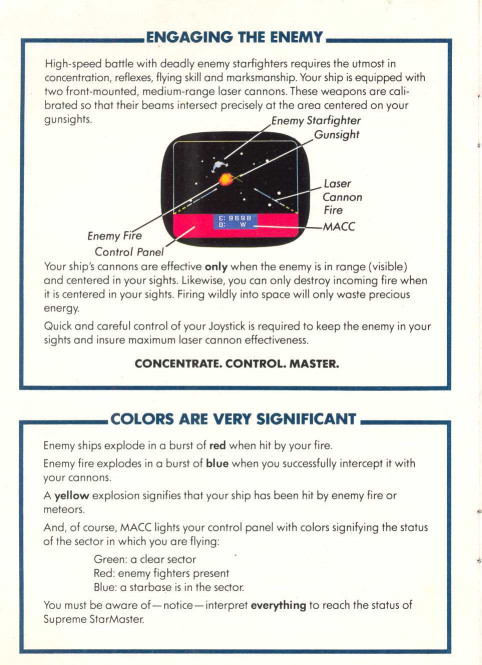 ENGAGING THE ENEMY
High-speed battle with deadly enemy starfighters requires the utmost in
concentration, reflexes, flying skill and marksmanship. Your ship is equipped with
two front-mounted, medium-range laser cannons. These weapons are cali-
brated so that their beams intersect precisely at the area centered on your
gunsights.
Enemy Starfighter
Gunsight
Laser
Cannon
Fire
E: 9898
D: W
MACC
Enemy Fire
Control Panel
Your ship's cannons are effective only when the enemy is in range (visible)
and centered in your sights. Likewise, you can only destroy incoming fire when
it is centered in your sights. Firing wildly into space will only waste precious
energy.
Quick and careful control of your Joystick is required to keep the enemy in your
sights and insure maximum laser cannon effectiveness.
CONCENTRATE. CONTROL. MASTER.
COLORS ARE VERY SIGNIFICANT
Enemy ships explode in a burst of red when hit by your fire.
Enemy fire explodes in a burst of blue when you successfully intercept it with
your cannons.
A yellow explosion signifies that your ship has been hit by enemy fire or
meteors.
And, of course, MACC lights your control panel with colors signifying the status
of the sector in which you are flying:
Green: a clear sector
Red: enemy fighters present
Blue: a starbase is in the sector.
You must be aware of—notice—interpret everything to reach the status of
Supreme StarMaster.